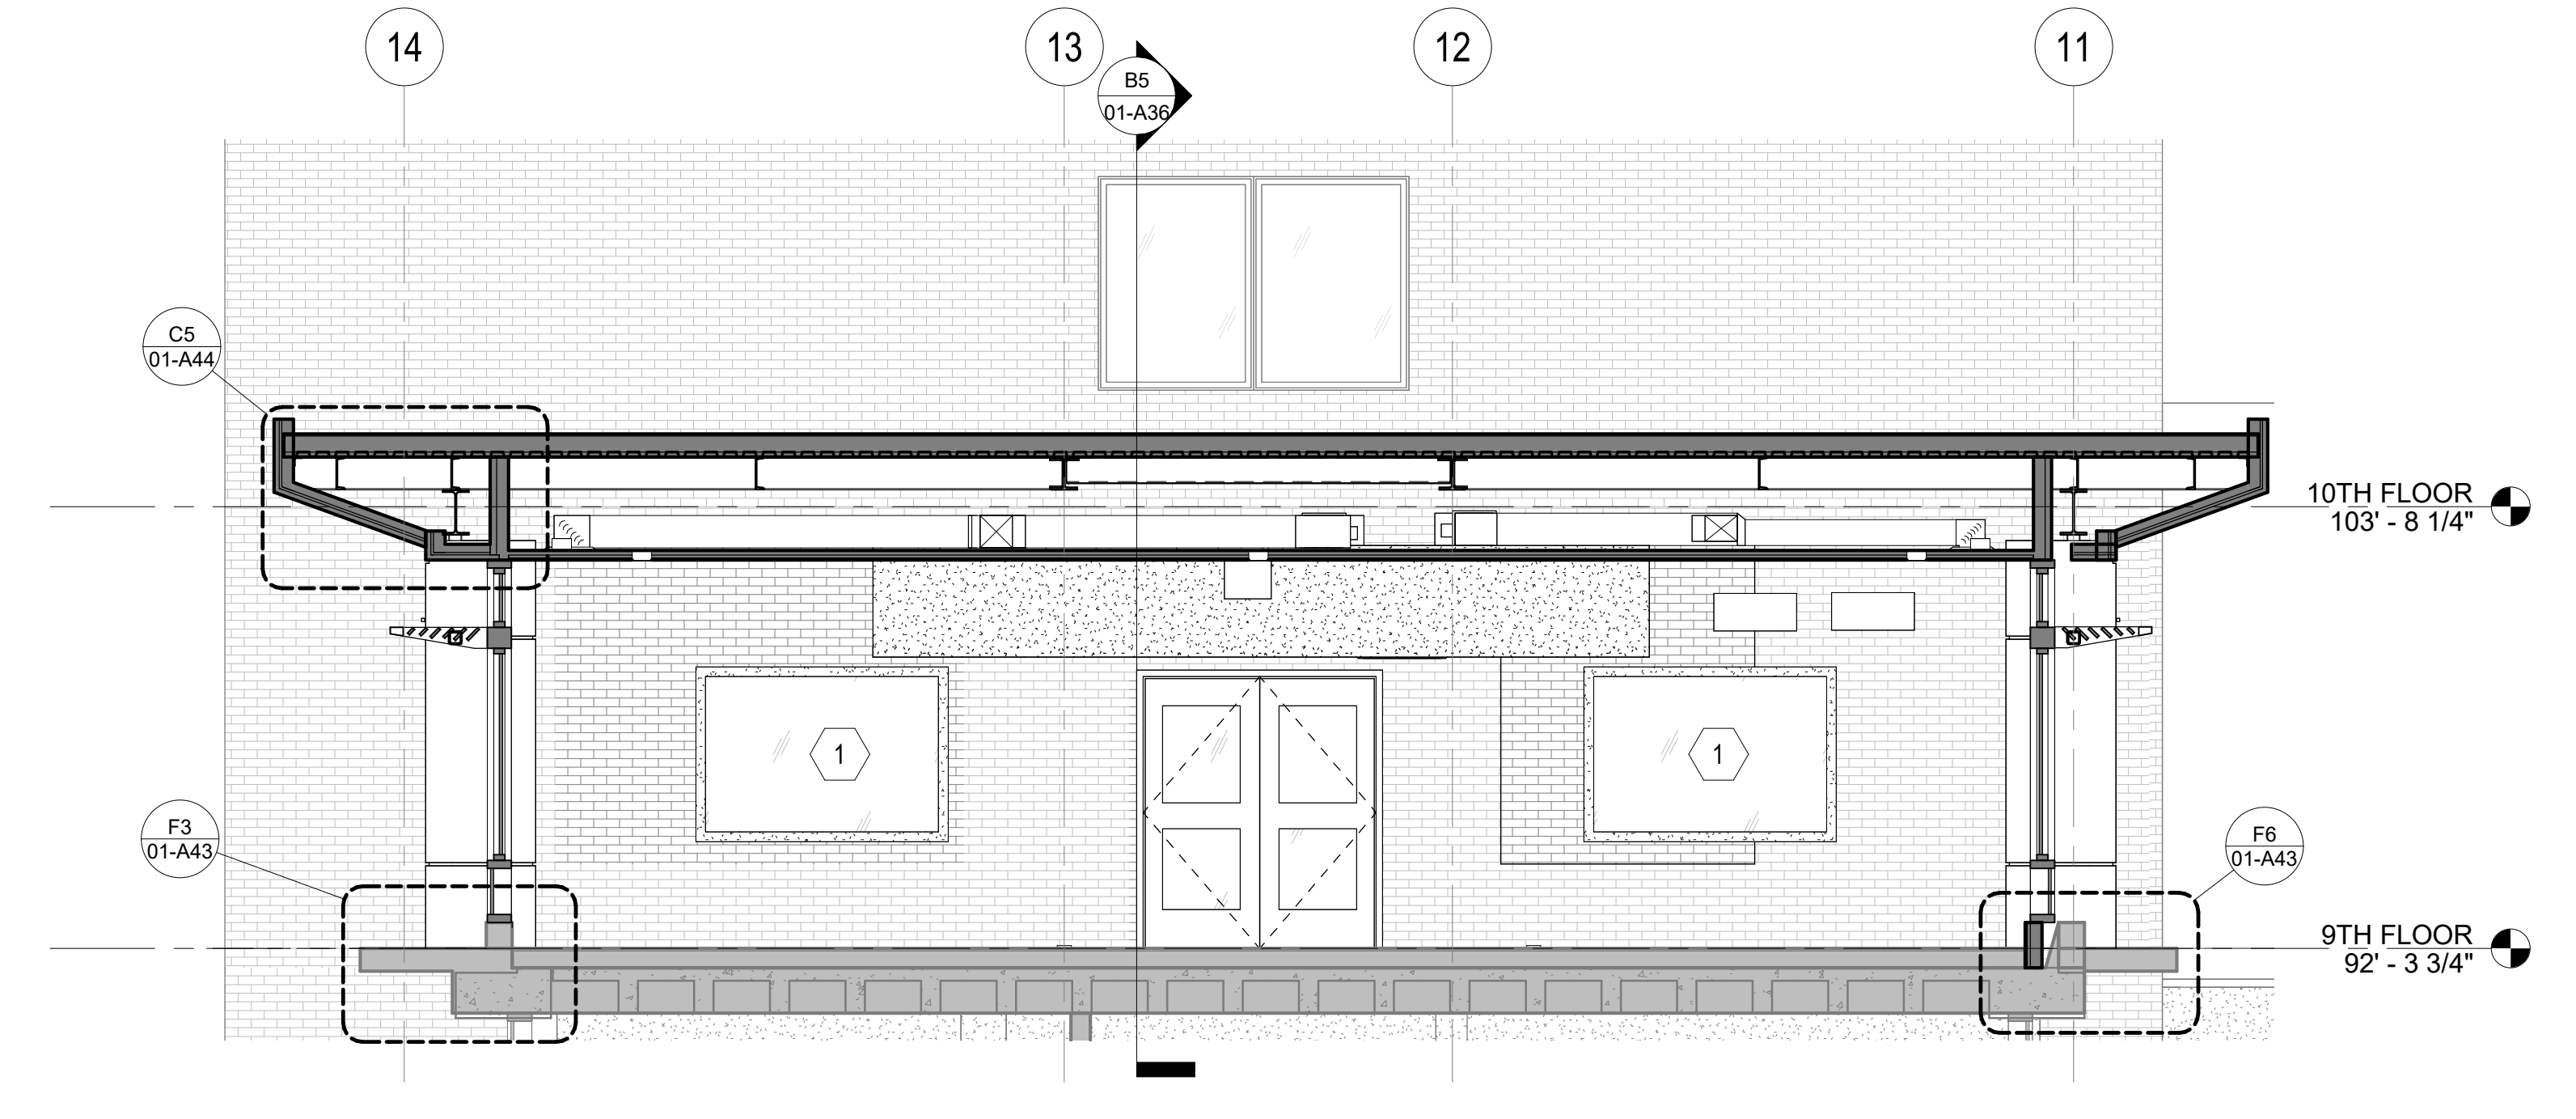 14
13
12
11
B5
01-A36
C5
01-A44
10TH FLOOR
103' - 8 1/4"
1
1
F3
01-A43
F6
01-A43
9TH FLOOR
92' - 3 3/4"